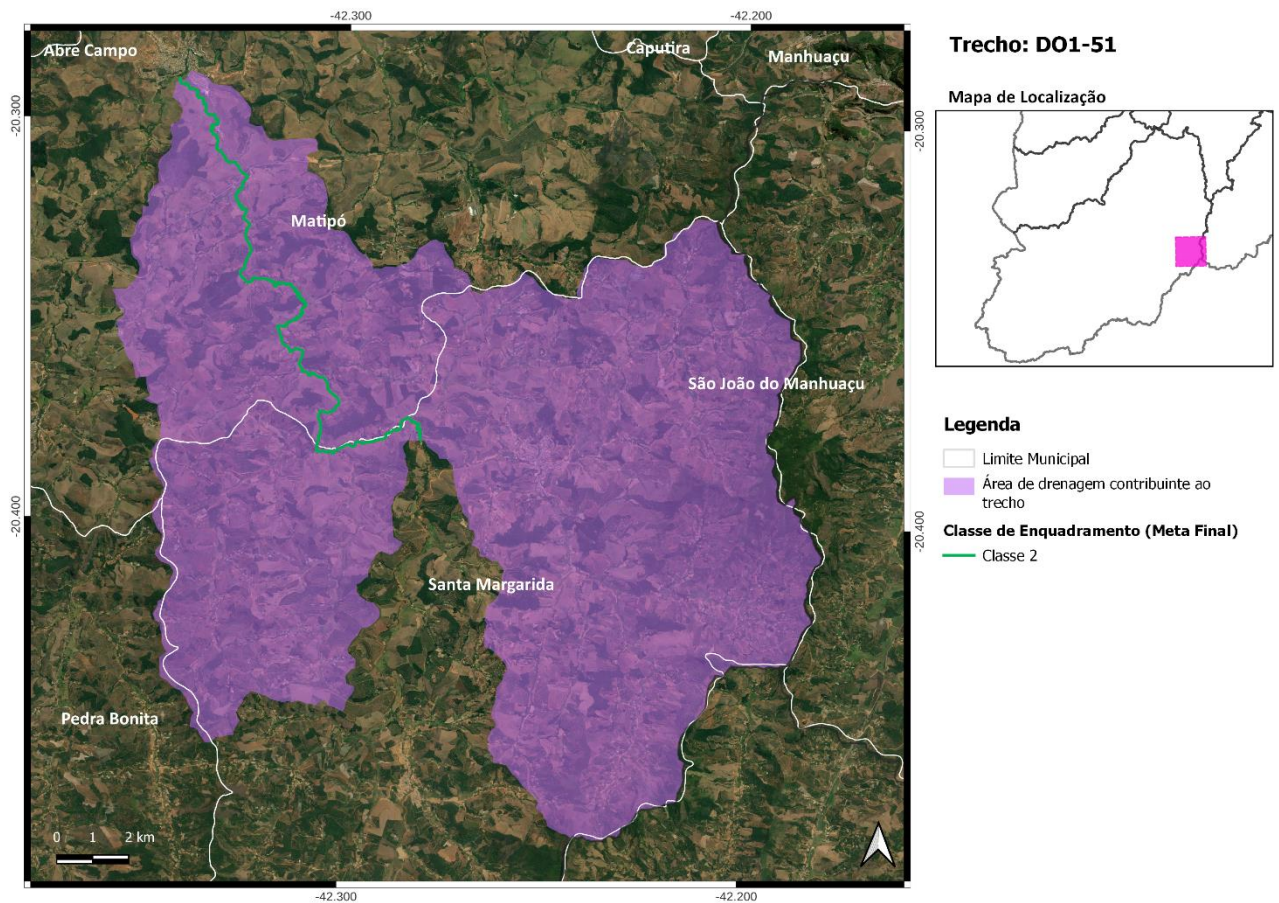 -42.300
-42.200
Abre Campo
Caputira
Manhuaçu
-20.300
-20.300
Matipó
São João do Manhuaçu
-20.400
-20.400
Santa Margarida
Pedra Bonita
0 1 2 km
-42.300
-42.200
Trecho: DO1-51
Mapa de Localização
Legenda
Limite Municipal
Área de drenagem contribuinte ao
trecho
Classe de Enquadramento (Meta Final)
Classe 2